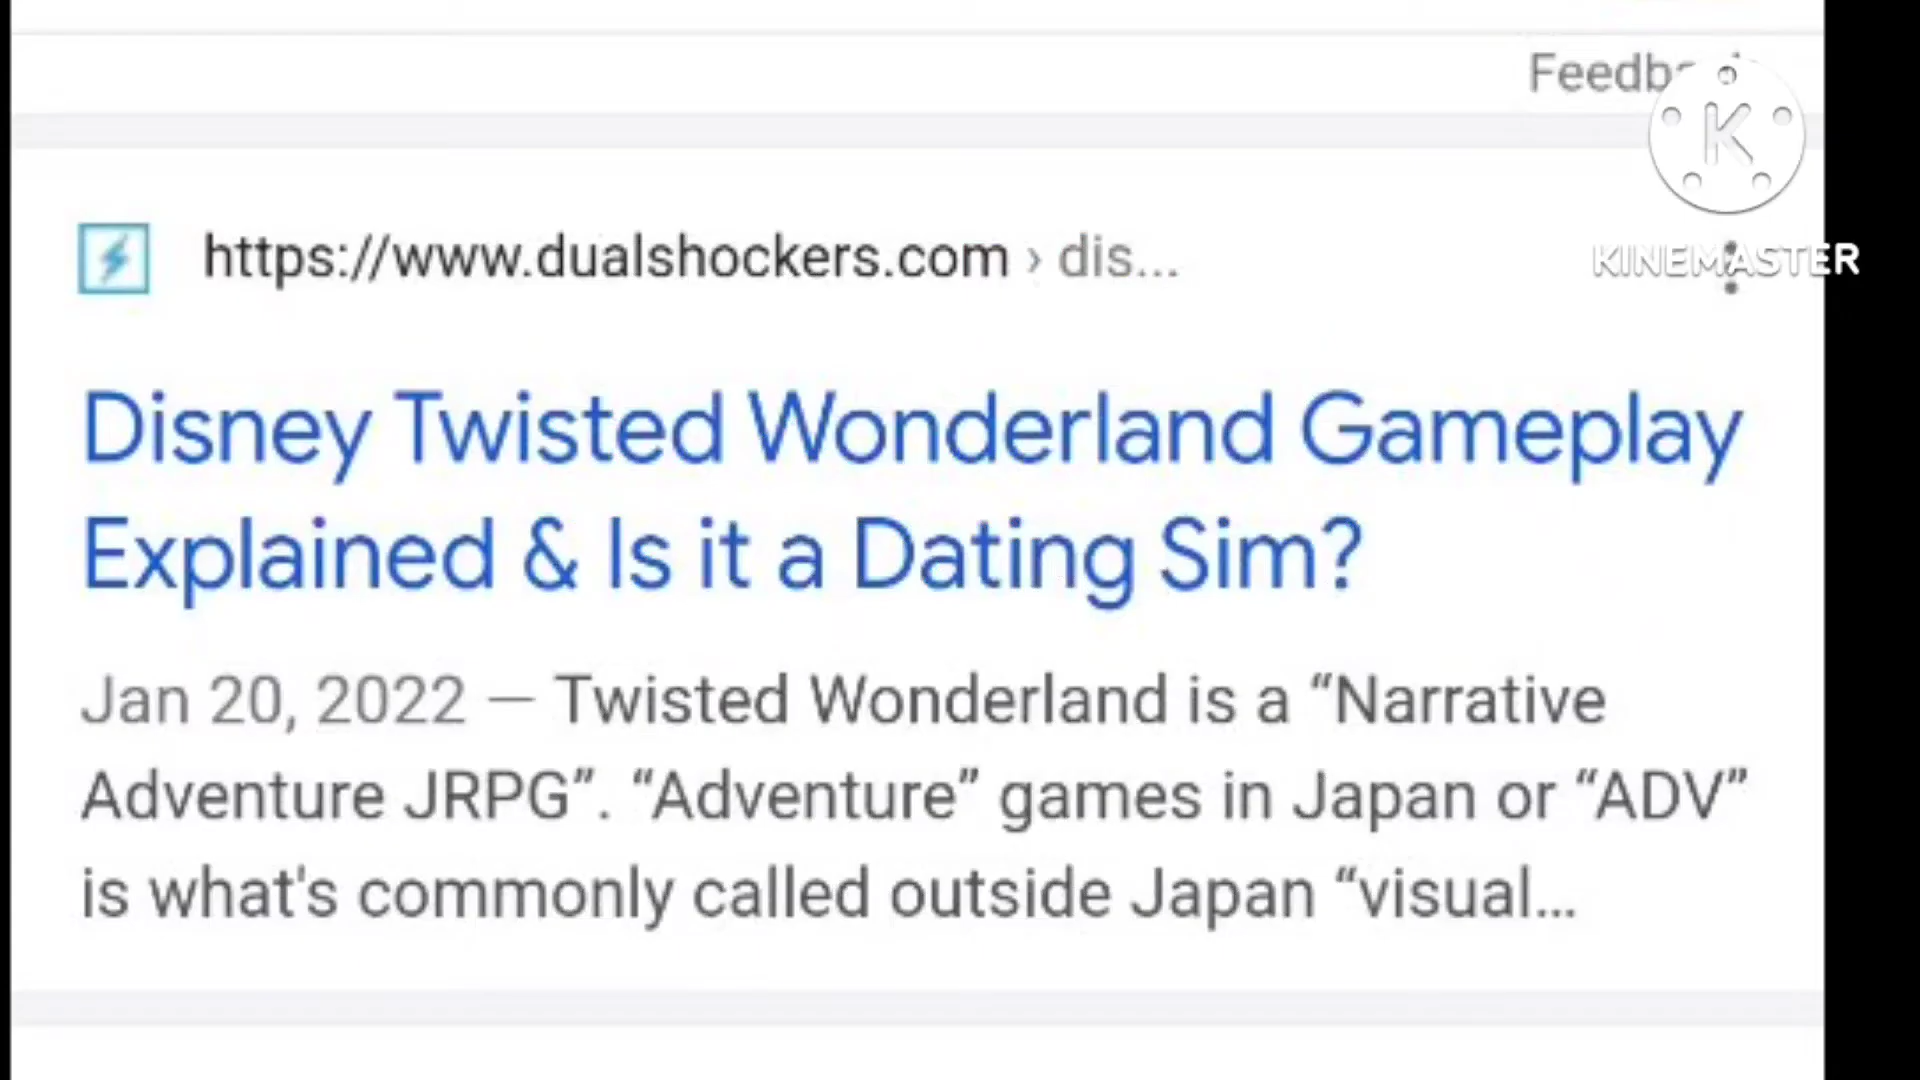 https://www.dualshockers.com › dis...
K
KINEMASTER
Disney Twisted Wonderland Gameplay
Explained & Is it a Dating Sim?
Jan 20, 2022 — Twisted Wonderland is a “Narrative
Adventure JRPG”. “Adventure” games in Japan or “ADV”
is what's commonly called outside Japan “visual...